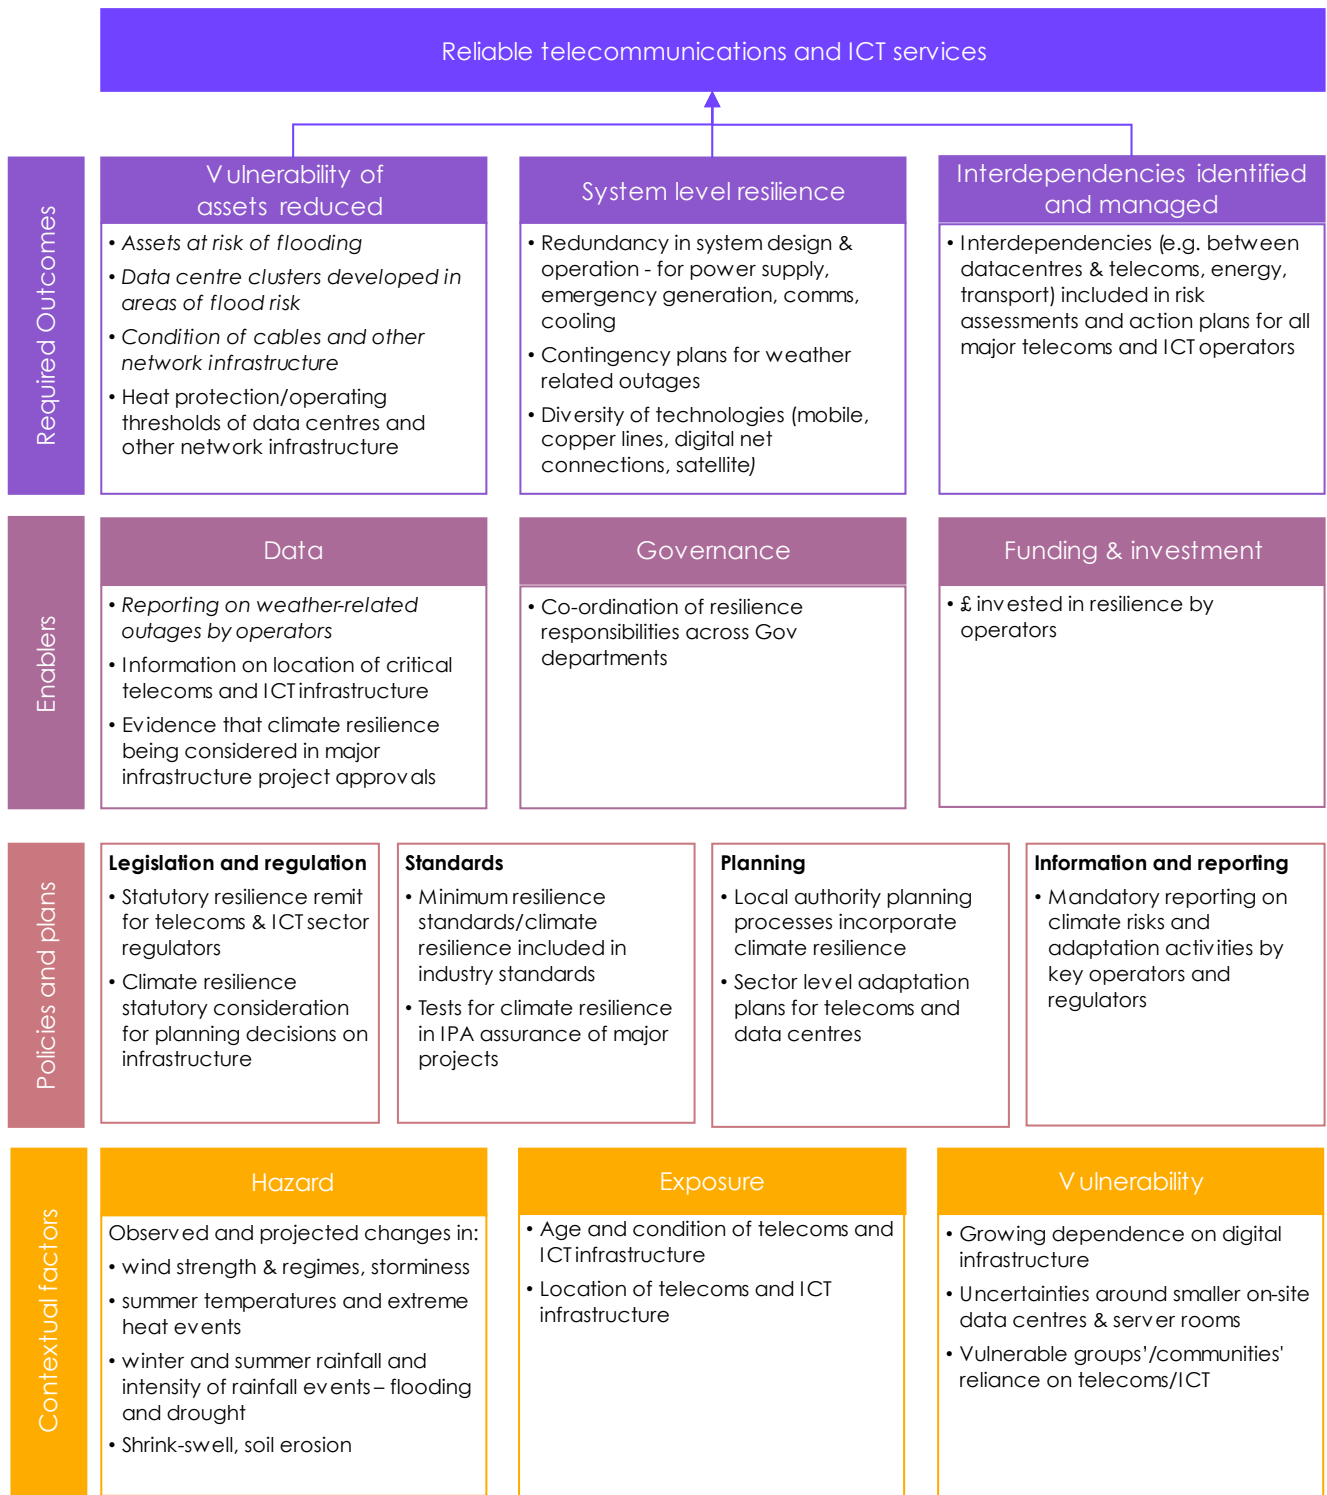 Reliable telecommunications and ICT services
Required Outcomes
Vulnerability of
assets reduced
• Assets at risk of flooding
• Data centre clusters developed in
areas of flood risk
• Condition of cables and other
network infrastructure
• Heat protection/operating
thresholds of data centres and
other network infrastructure
System level resilience
• Redundancy in system design &
operation - for power supply,
emergency generation, comms,
cooling
• Contingency plans for weather
related outages
• Diversity of technologies (mobile,
copper lines, digital net
connections, satellite)
Interdependencies identified
and managed
• Interdependencies (e.g. between
datacentres & telecoms, energy,
transport) included in risk
assessments and action plans for all
major telecoms and ICT operators
Enablers
Data
• Reporting on weather-related
outages by operators
• Information on location of critical
telecoms and ICT infrastructure
• Evidence that climate resilience
being considered in major
infrastructure project approvals
Governance
• Co-ordination of resilience
responsibilities across Gov
departments
Funding & investment
• £ invested in resilience by
operators
Policies and plans
Legislation and regulation
• Statutory resilience remit
for telecoms & ICT sector
regulators
• Climate resilience
statutory consideration
for planning decisions on
infrastructure
Standards
• Minimum resilience
standards/climate
resilience included in
industry standards
• Tests for climate resilience
in IPA assurance of major
projects
Planning
• Local authority planning
processes incorporate
climate resilience
• Sector level adaptation
plans for telecoms and
data centres
Information and reporting
• Mandatory reporting on
climate risks and
adaptation activities by
key operators and
regulators
Contextual factors
Hazard
Observed and projected changes in:
• wind strength & regimes, storminess
• summer temperatures and extreme
heat events
• winter and summer rainfall and
intensity of rainfall events – flooding
and drought
• Shrink-swell, soil erosion
Exposure
• Age and condition of telecoms and
ICT infrastructure
• Location of telecoms and ICT
infrastructure
Vulnerability
• Growing dependence on digital
infrastructure
• Uncertainties around smaller on-site
data centres & server rooms
• Vulnerable groups'/communities'
reliance on telecoms/ICT